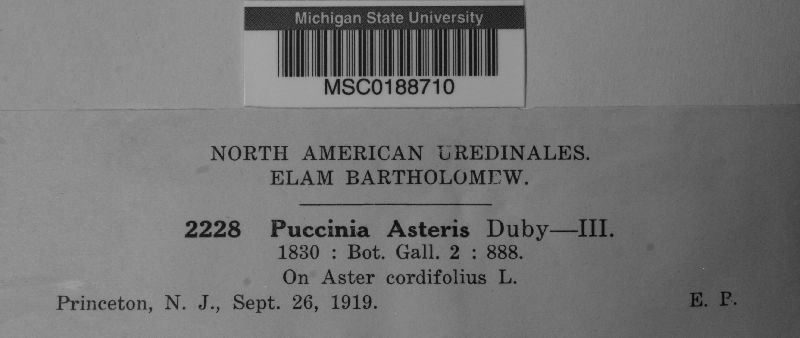 Michigan State University
MSC0188710
NORTH AMERICAN UREDINALES.
ELAM BARTHOLOMEW.
2228 Puccinia Asteris Duby—III.
1830 : Bot. Gall. 2 : 888.
On Aster cordifolius L.
Princeton, N. J., Sept. 26, 1919. E. P.